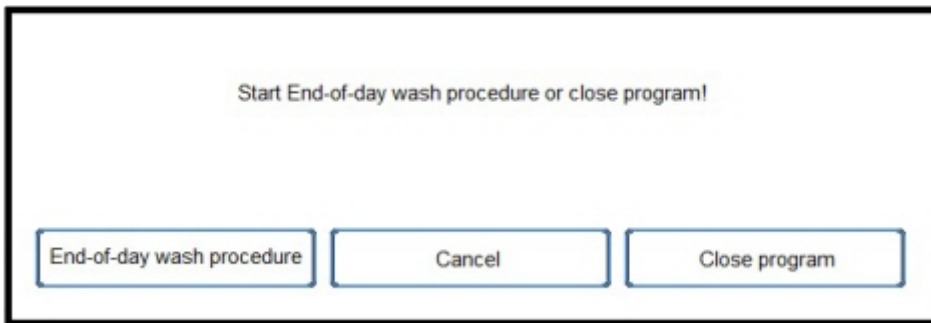 Start End-of-day wash procedure or close program!
End-of-day wash procedure
Cancel
Close program